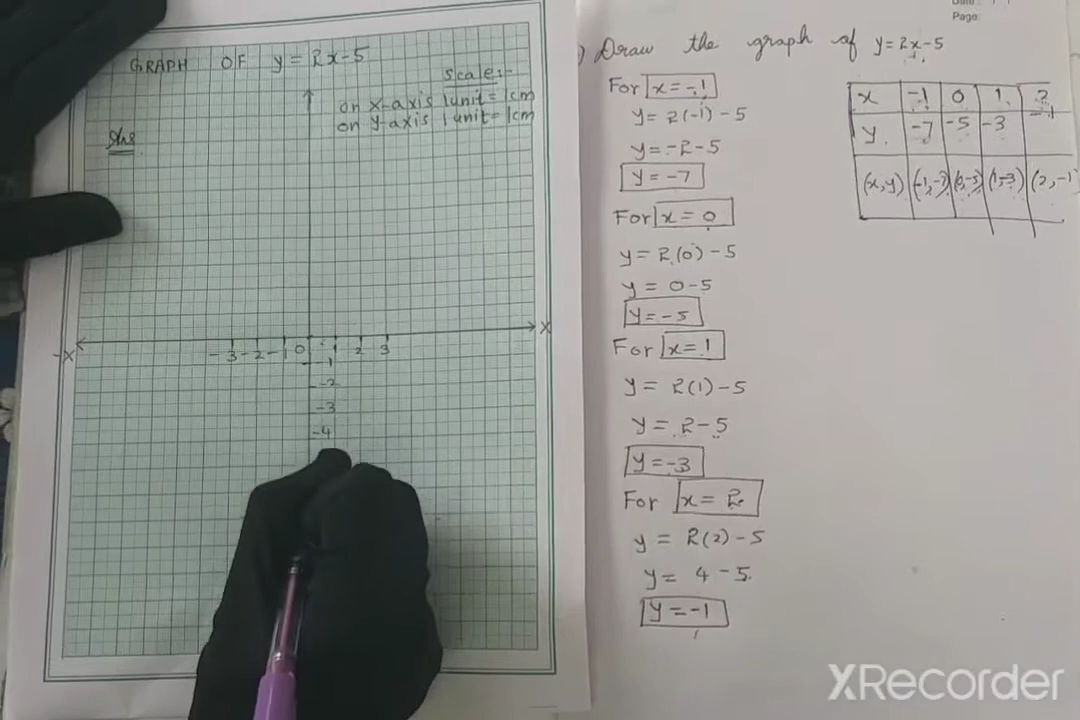 GRAPH OF y = 2x-5
Scale:-
on x-axis 1unit = 1cm
on y-axis 1 unit = 1cm
X
-X
-3 -2 -1 0 1 2 3
-1
-2
-3
-4
Page:
) Draw the graph of y = 2x-5
For x = -1
y = 2(-1) - 5
y = -2 - 5
y = -7
For x = 0
y = 2(0) - 5
y = 0-5
y = -5
For x = 1
y = 2(1) - 5
y = 2 - 5
y = -3
For x = 2
y = 2(2) - 5
y = 4 - 5
y = -1
x -1 0 1 2
y -7 -5 -3 -1
(x,y) (-1,-7) (0,-5) (1,-3) (2,-1)
XRecorder